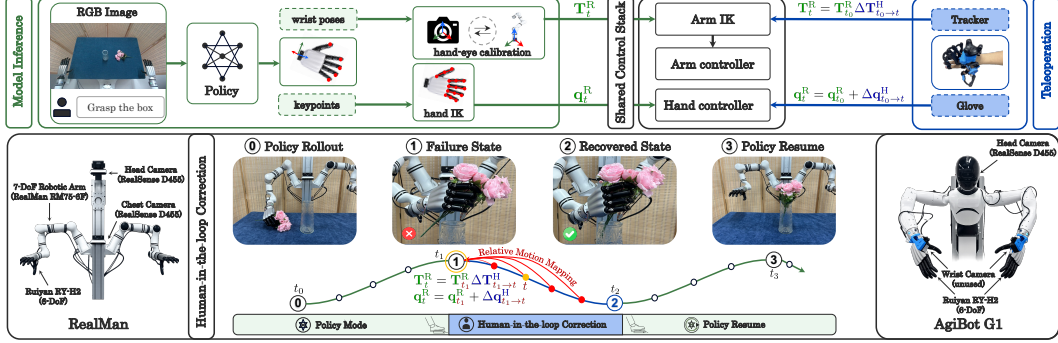 Model Inference
RGB Image
Grasp the box
Policy
wrist poses
keypoints
hand-eye calibration
hand IK
T_t^R
q_t^R
Shared Control Stack
Arm IK
Arm controller
Hand controller
T_t^R = T_{t_0}^R ΔT_{t_0→t}^H
q_t^R = q_{t_0}^R + Δq_{t_0→t}^H
Tracker
Glove
Teleoperation
Head Camera
(RealSense D455)
7-DoF Robotic Arm
(RealMan RM75-6F)
Chest Camera
(RealSense D455)
Ruiyan RY-H2
(6-DoF)
RealMan
Human-in-the-loop Correction
0 Policy Rollout
1 Failure State
2 Recovered State
3 Policy Resume
t_0
0
t_1
1
Relative Motion Mapping
t
T_t^R = T_{t_1}^R ΔT_{t_1→t}^H
q_t^R = q_{t_1}^R + Δq_{t_1→t}^H
t_2
2
3
t_3
Policy Mode
Human-in-the-loop Correction
Policy Resume
Head Camera
(RealSense D455)
Wrist Camera
(unused)
Ruiyan RY-H2
(6-DoF)
AgiBot G1